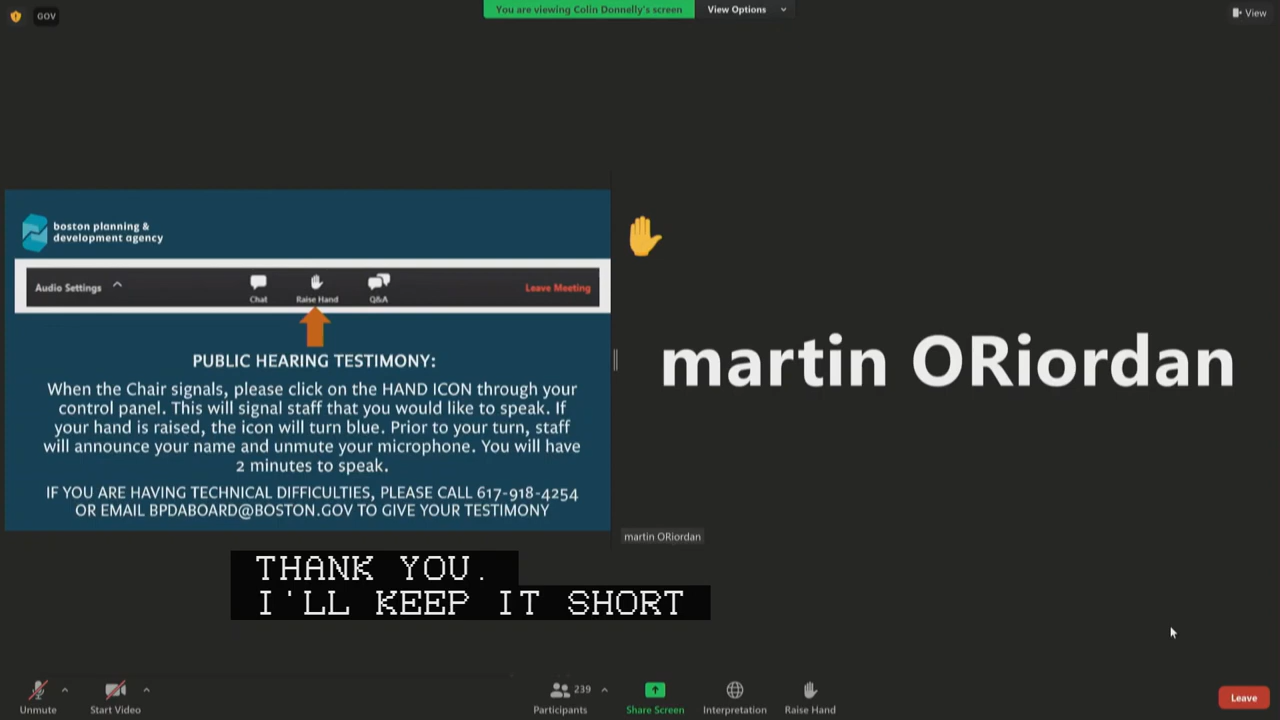 GOV
You are viewing Colin Donnelly's screen
View Options
View
boston planning &
development agency
Audio Settings
Chat
Raise Hand
Q&A
Leave Meeting
PUBLIC HEARING TESTIMONY:
When the Chair signals, please click on the HAND ICON through your
control panel. This will signal staff that you would like to speak. If
your hand is raised, the icon will turn blue. Prior to your turn, staff
will announce your name and unmute your microphone. You will have
2 minutes to speak.
IF YOU ARE HAVING TECHNICAL DIFFICULTIES, PLEASE CALL 617-918-4254
OR EMAIL BPDABOARD@BOSTON.GOV TO GIVE YOUR TESTIMONY
martin ORiordan
martin ORiordan
THANK YOU.
I'LL KEEP IT SHORT
Unmute
Start Video
239
Participants
Share Screen
Interpretation
Raise Hand
Leave